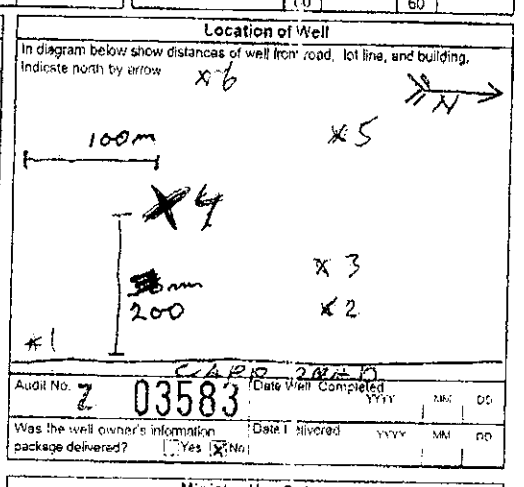 60
Location of Well
In diagram below show distances of well from road, lot line, and building.
Indicate north by arrow
x 6
N
100m
x 5
X 4
x 3
m
200
x 2
x 1
ROAD
Audit No. Z 03583
Date Well Completed
YYYY MM DD
Was the well owner's information
package delivered? Yes X No
Date Delivered
YYYY MM DD